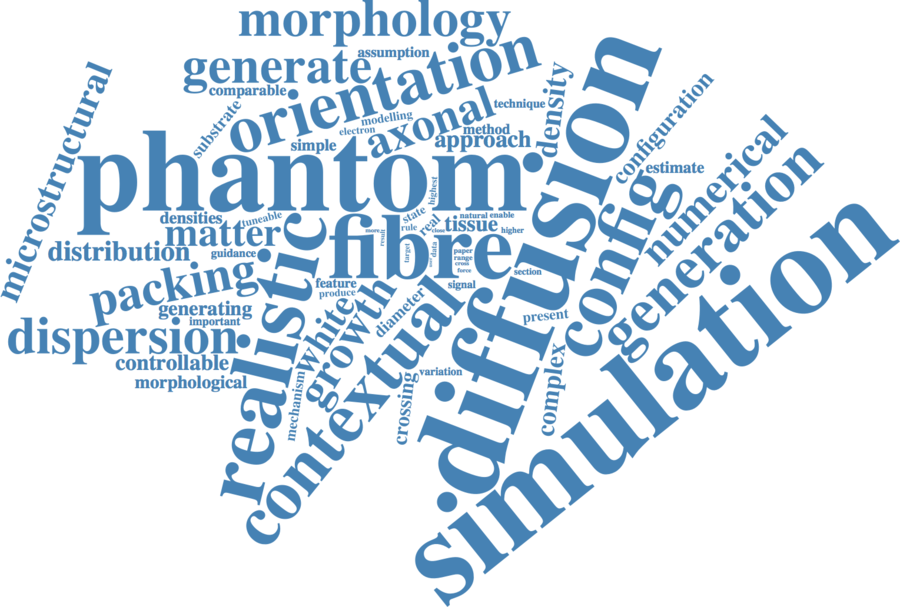 morphology
assumption
generate
orientation
comparable
microstructural
substrate
modelling
electron
simple
axonal
technique
density
method
approach
diffusion
configuration
estimate
phantom
highest
densities
tuneable
state
natural enable
rule
real
tissue
higher
matter
fibre
more
result
close
target
data
paper
range
cross
force
section
distribution
guidance
realistic
config
numerical
generation
packing
feature
produce
signal
generating
important
white
growth
diameter
contextual
present
simulation
dispersion
controllable
morphological
mechanism
variation
crossing
complex